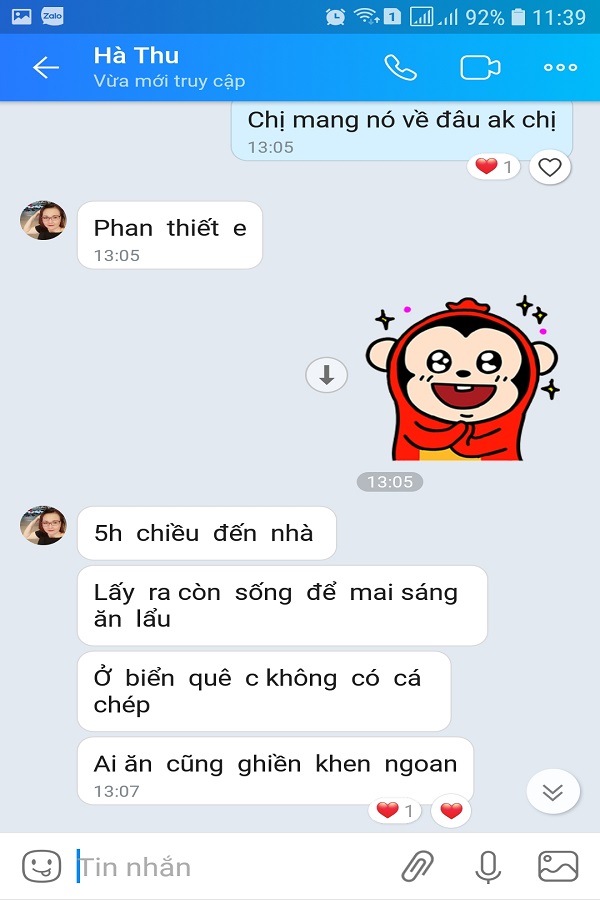 Zalo
1
92%
11:39
Hà Thu
Vừa mới truy cập
Chị mang nó về đâu ak chị
13:05
1
Phan thiết e
13:05
13:05
5h chiều đến nhà
Lấy ra còn sống để mai sáng
ăn lẩu
Ở biển quê c không có cá
chép
Ai ăn cũng ghiền khen ngoan
13:07
1
Tin nhắn